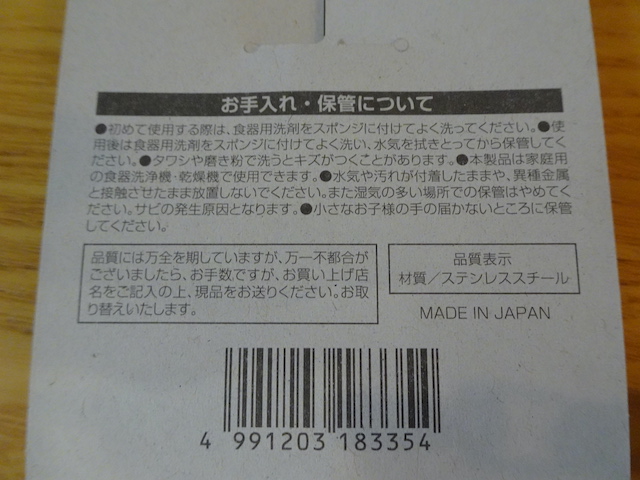 お手入れ・保管について
●初めて使用する際は、食器用洗剤をスポンジに付けてよく洗ってください。●使
用後は食器用洗剤をスポンジに付けてよく洗い、水気を拭きとってから保管してく
ださい。●タワシや磨き粉で洗うとキズがつくことがあります。●本製品は家庭用
の食器洗浄機・乾燥機で使用できます。●水気や汚れが付着したままや、異種金属
と接触させたまま放置しないでください。また湿気の多い場所での保管はやめてく
ださい。サビの発生原因となります。●小さなお子様の手の届かないところに保管
してください。
品質には万全を期していますが、万一不都合が
ございましたら、お手数ですが、お買い上げ店
名をご記入の上、現品をお送りください。お取
り替えいたします。
品質表示
材質/ステンレススチール
MADE IN JAPAN
4 991203 183354